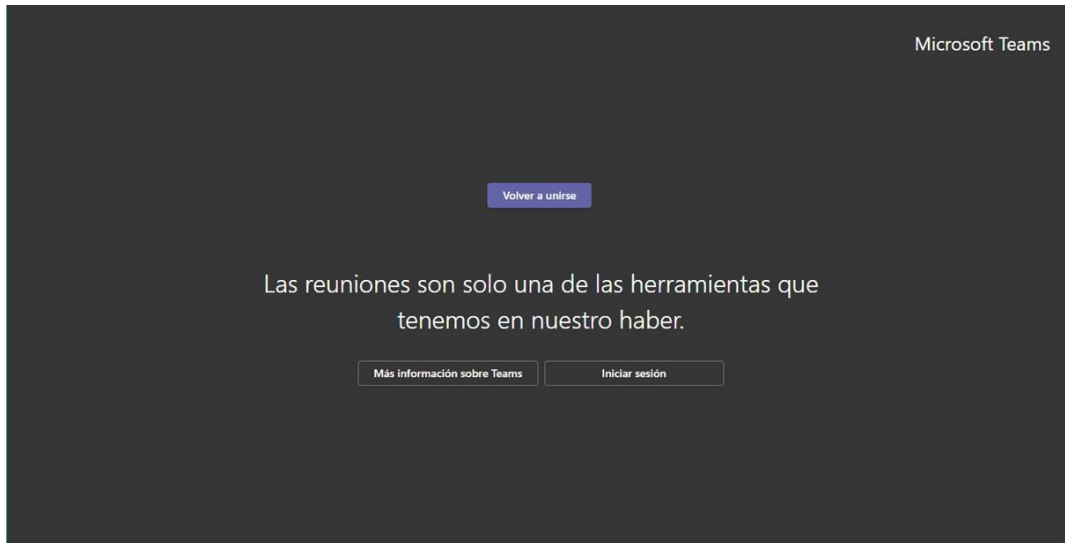 Microsoft Teams
Volver a unirse
Las reuniones son solo una de las herramientas que
tenemos en nuestro haber.
Más información sobre Teams
Iniciar sesión